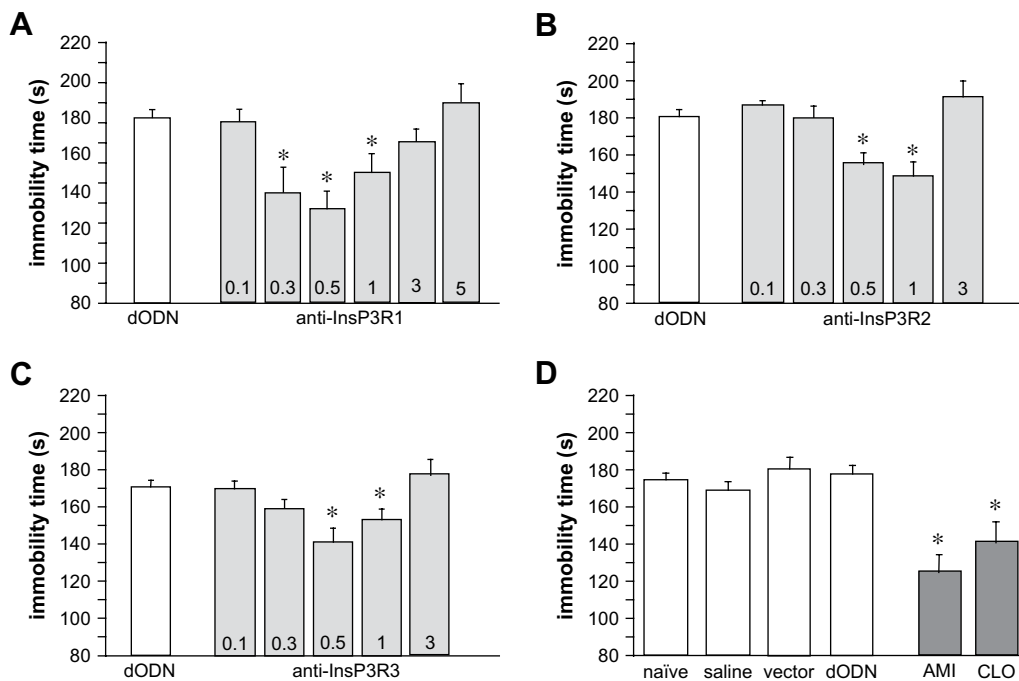 A
immobility time (s)
220
200
180
160
140
120
100
80
*
*
*
0.1 0.3 0.5 1 3 5
dODN anti-InsP3R1
B
immobility time (s)
220
200
180
160
140
120
100
80
*
*
0.1 0.3 0.5 1 3
dODN anti-InsP3R2
C
immobility time (s)
220
200
180
160
140
120
100
80
*
*
0.1 0.3 0.5 1 3
dODN anti-InsP3R3
D
immobility time (s)
220
200
180
160
140
120
100
80
*
*
naïve saline vector dODN AMI CLO